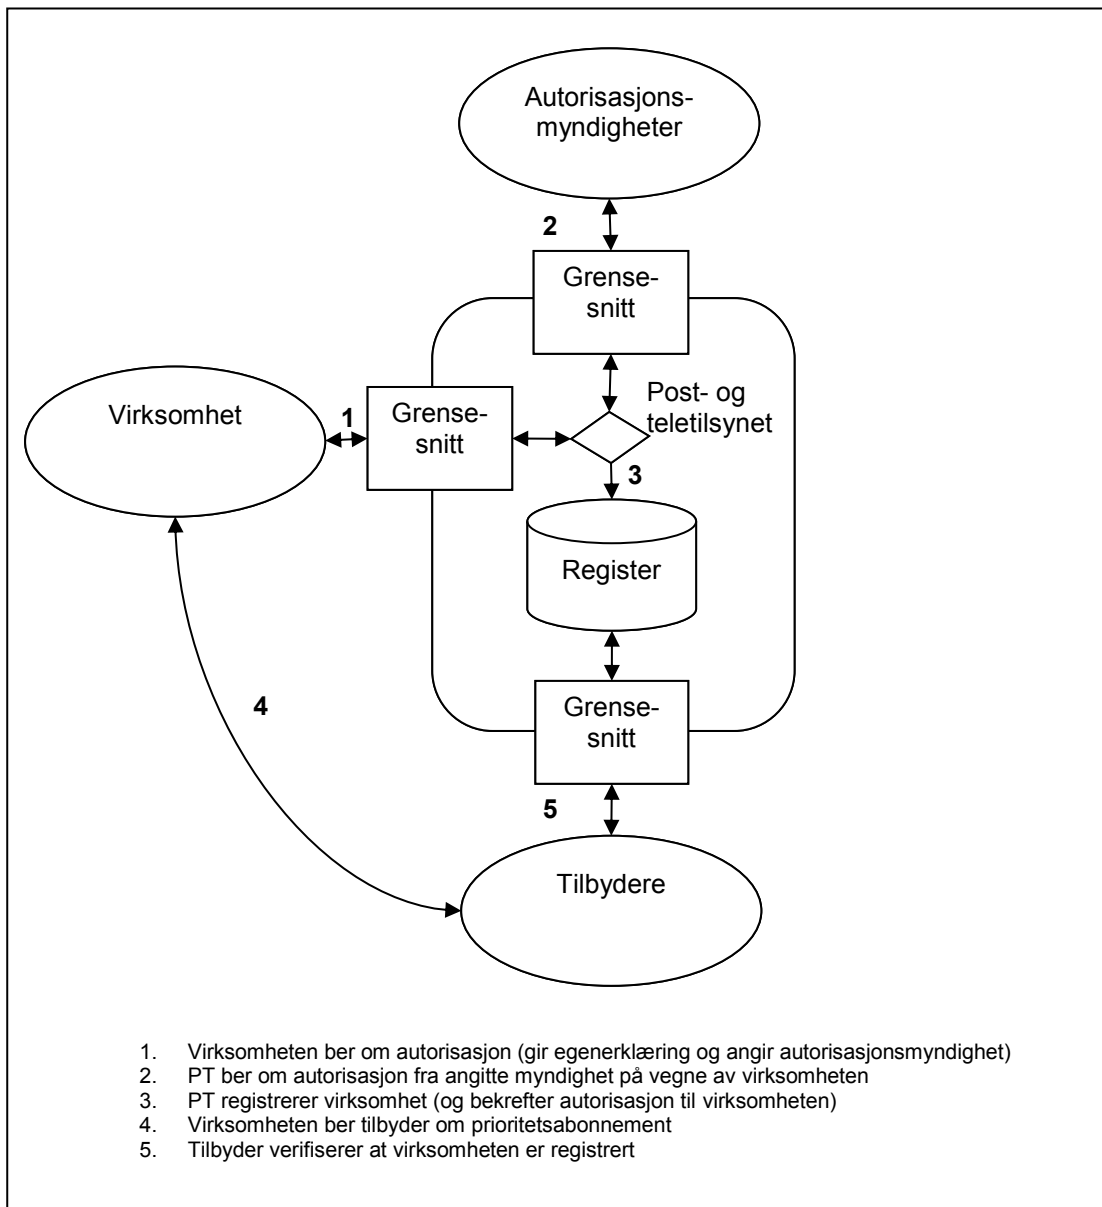 Autorisasjons-
myndigheter
2
Grense-
snitt
Post- og
teletilsynet
Virksomhet
1
Grense-
snitt
3
Register
4
Grense-
snitt
5
Tilbydere
1. Virksomheten ber om autorisasjon (gir egenerklæring og angir autorisasjonsmyndighet)
2. PT ber om autorisasjon fra angitte myndighet på vegne av virksomheten
3. PT registrerer virksomhet (og bekrefter autorisasjon til virksomheten)
4. Virksomheten ber tilbyder om prioritetsabonnement
5. Tilbyder verifiserer at virksomheten er registrert